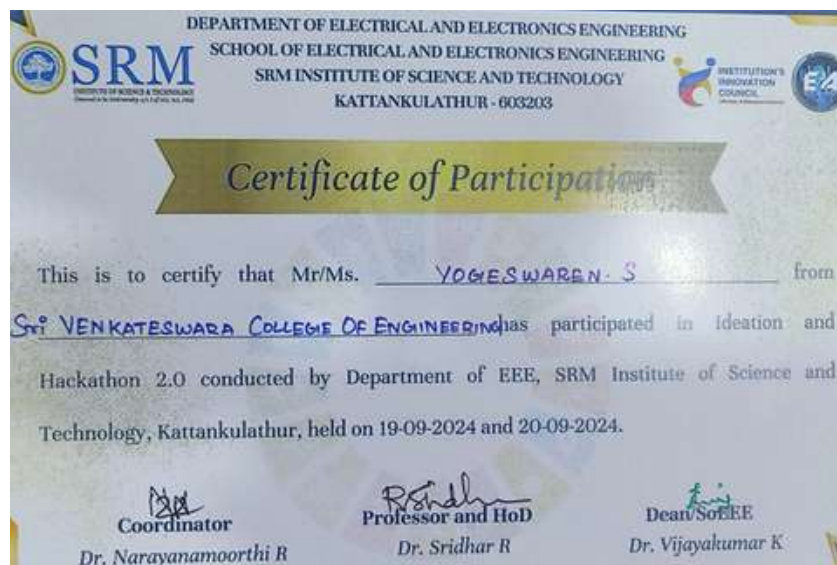 DEPARTMENT OF ELECTRICAL AND ELECTRONICS ENGINEERING
SCHOOL OF ELECTRICAL AND ELECTRONICS ENGINEERING
SRM INSTITUTE OF SCIENCE AND TECHNOLOGY
KATTANKULATHUR - 603203
SRM
INSTITUTE OF SCIENCE & TECHNOLOGY
INSTITUTION'S
INNOVATION
COUNCIL
Certificate of Participation
This is to certify that Mr/Ms. YOGESWAREN. S from
Sri VENKATESWARA COLLEGE OF ENGINEERING has participated in Ideation and
Hackathon 2.0 conducted by Department of EEE, SRM Institute of Science and
Technology, Kattankulathur, held on 19-09-2024 and 20-09-2024.
Coordinator
Dr. Narayanamoorthi R
Professor and HoD
Dr. Sridhar R
Dean/SoEEE
Dr. Vijayakumar K